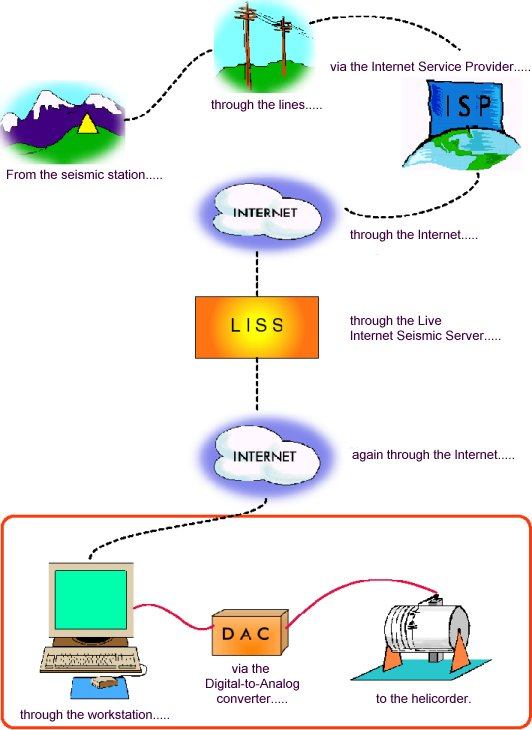 via the Internet Service Provider.....
through the lines.....
ISP
From the seismic station.....
INTERNET
through the Internet.....
LISS
through the Live
Internet Seismic Server.....
INTERNET
again through the Internet.....
DAC
via the
Digital-to-Analog
converter.....
to the helicorder.
through the workstation.....